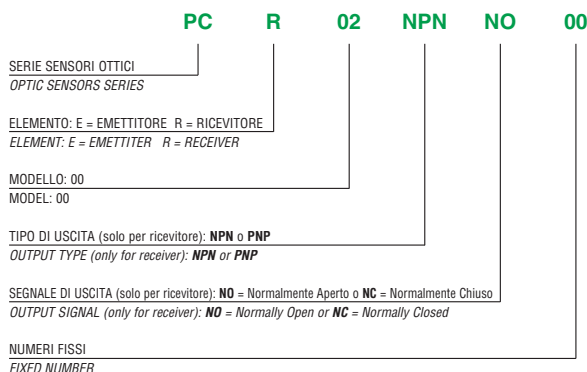 PC R 02 NPN NO 00
SERIE SENSORI OTTICI
OPTIC SENSORS SERIES
ELEMENTO: E = EMETTITORE R = RICEVITORE
ELEMENT: E = EMETTITER R = RECEIVER
MODELLO: 00
MODEL: 00
TIPO DI USCITA (solo per ricevitore): NPN o PNP
OUTPUT TYPE (only for receiver): NPN or PNP
SEGNALE DI USCITA (solo per ricevitore): NO = Normalmente Aperto o NC = Normalmente Chiuso
OUTPUT SIGNAL (only for receiver): NO = Normally Open or NC = Normally Closed
NUMERI FISSI
FIXED NUMBER